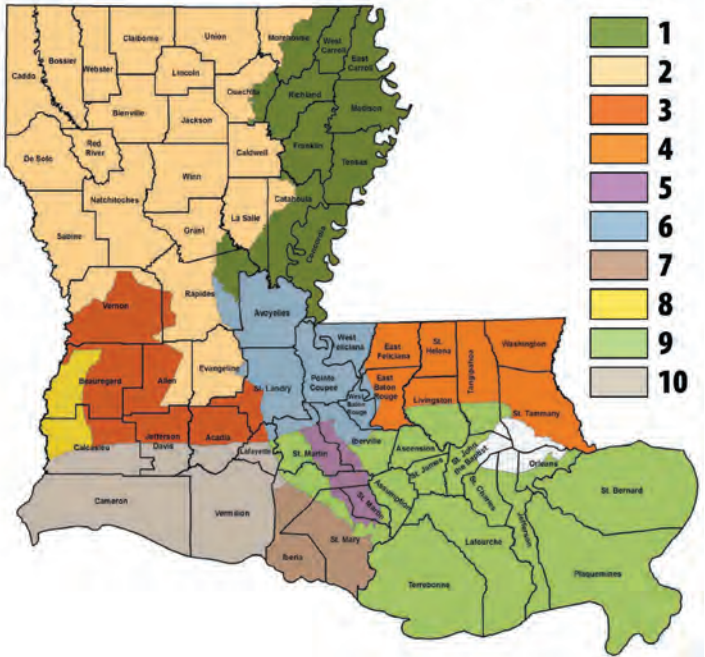 Claiborne
Union
Morehouse
West
Carroll
East
Carroll
Caddo
Bossier
Webster
Lincoln
Ouachita
Richland
Madison
Bienville
Jackson
Franklin
Tensas
Red
River
De Soto
Caldwell
Winn
Natchitoches
Catahoula
La Salle
Sabine
Grant
Concordia
Vernon
Rapides
Avoyelles
West
Feliciana
East
Feliciana
St.
Helena
Tangipahoa
Washington
Beauregard
Allen
Evangeline
St. Landry
Pointe
Coupee
West
Baton
Rouge
East Baton
Rouge
Livingston
St. Tammany
Calcasieu
Jefferson
Davis
Acadia
Lafayette
St. Martin
Iberville
Ascension
St. James
St. John
the Baptist
Orleans
Cameron
Vermilion
Iberia
St. Mary
St. Martin
Assumption
St. Charles
Jefferson
St. Bernard
Lafourche
Terrebonne
Plaquemines
1
2
3
4
5
6
7
8
9
10